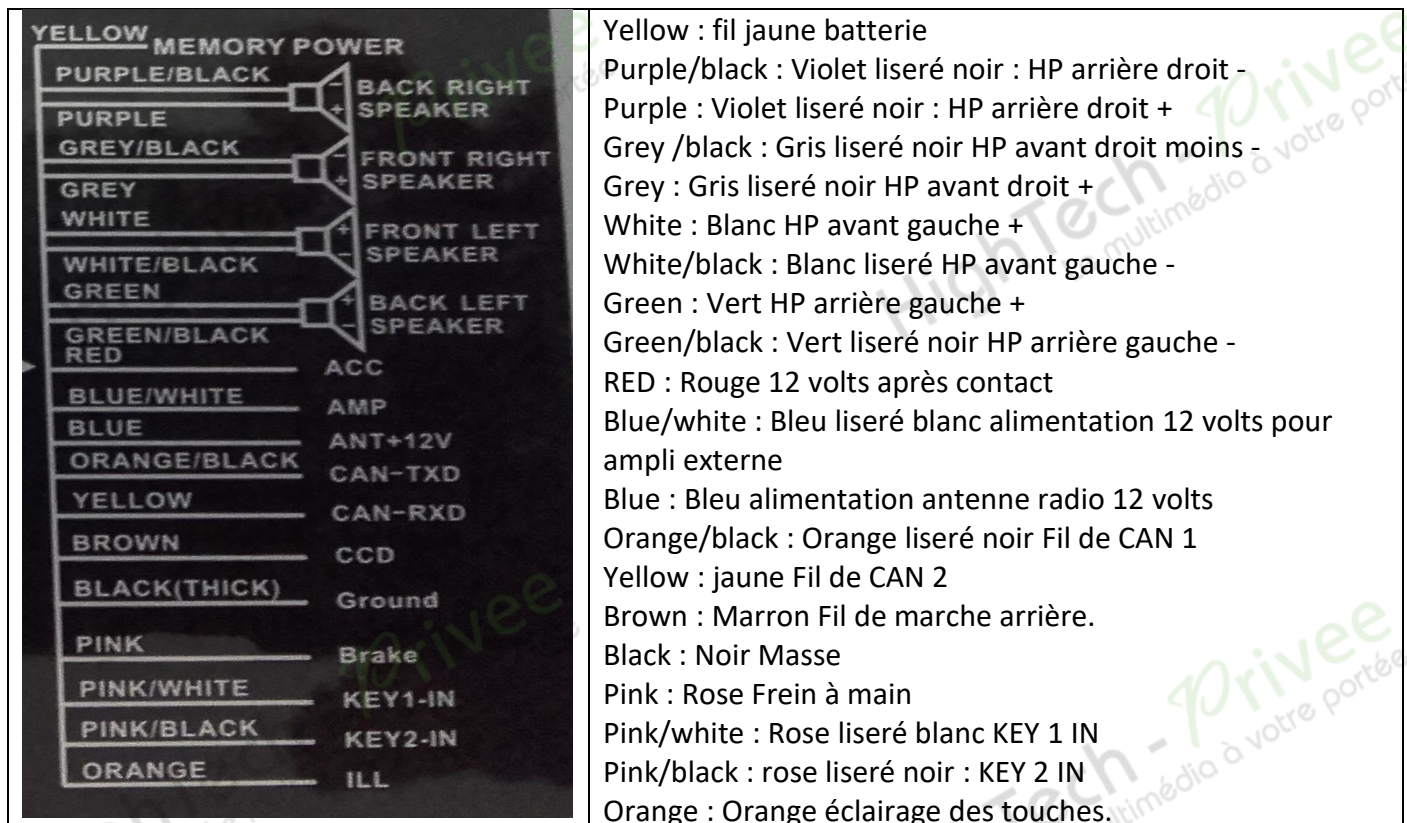 YELLOW
MEMORY POWER
PURPLE/BLACK
BACK RIGHT
SPEAKER
PURPLE
GREY/BLACK
FRONT RIGHT
SPEAKER
GREY
WHITE
FRONT LEFT
SPEAKER
WHITE/BLACK
GREEN
BACK LEFT
SPEAKER
GREEN/BLACK
RED
ACC
BLUE/WHITE
AMP
BLUE
ANT+12V
ORANGE/BLACK
CAN-TXD
YELLOW
CAN-RXD
BROWN
CCD
BLACK(THICK)
Ground
PINK
Brake
PINK/WHITE
KEY1-IN
PINK/BLACK
KEY2-IN
ORANGE
ILL
Yellow : fil jaune batterie
Purple/black : Violet liseré noir : HP arrière droit -
Purple : Violet liseré noir : HP arrière droit +
Grey /black : Gris liseré noir HP avant droit moins -
Grey : Gris liseré noir HP avant droit +
White : Blanc HP avant gauche +
White/black : Blanc liseré HP avant gauche -
Green : Vert HP arrière gauche +
Green/black : Vert liseré noir HP arrière gauche -
RED : Rouge 12 volts après contact
Blue/white : Bleu liseré blanc alimentation 12 volts pour
ampli externe
Blue : Bleu alimentation antenne radio 12 volts
Orange/black : Orange liseré noir Fil de CAN 1
Yellow : jaune Fil de CAN 2
Brown : Marron Fil de marche arrière.
Black : Noir Masse
Pink : Rose Frein à main
Pink/white : Rose liseré blanc KEY 1 IN
Pink/black : rose liseré noir : KEY 2 IN
Orange : Orange éclairage des touches.
HighTech - Privee
multimédia à votre portée
Tech - Privee
multimédia à votre portée
Privee